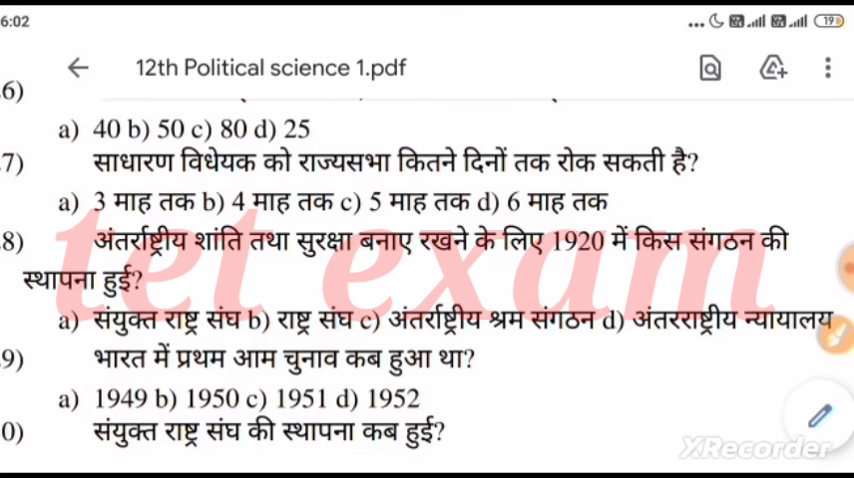 6:02
19
12th Political science 1.pdf
6)
a) 40 b) 50 c) 80 d) 25
7) साधारण विधेयक को राज्यसभा कितने दिनों तक रोक सकती है?
a) 3 माह तक b) 4 माह तक c) 5 माह तक d) 6 माह तक
8) अंतर्राष्ट्रीय शांति तथा सुरक्षा बनाए रखने के लिए 1920 में किस संगठन की
स्थापना हुई?
a) संयुक्त राष्ट्र संघ b) राष्ट्र संघ c) अंतर्राष्ट्रीय श्रम संगठन d) अंतरराष्ट्रीय न्यायालय
9) भारत में प्रथम आम चुनाव कब हुआ था?
a) 1949 b) 1950 c) 1951 d) 1952
0) संयुक्त राष्ट्र संघ की स्थापना कब हुई?
tet exam
XRecorder